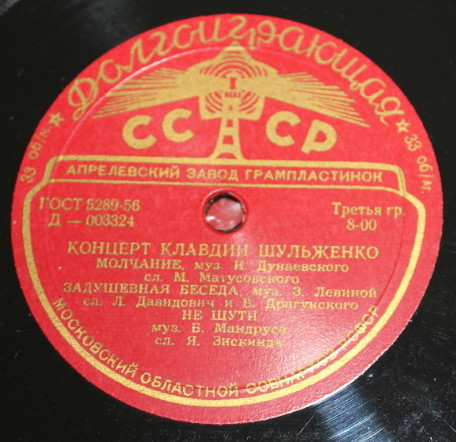 ★ Долгоиграющая ★
33 об/м.
33 об/м.
СССР
АПРЕЛЕВСКИЙ ЗАВОД ГРАМПЛАСТИНОК
ГОСТ 5289-56
Д — 003324
Третья гр.
8-00
КОНЦЕРТ КЛАВДИИ ШУЛЬЖЕНКО
МОЛЧАНИЕ, муз. И. Дунаевского
сл. М. Матусовского
ЗАДУШЕВНАЯ БЕСЕДА, муз. З. Левиной
сл. Л. Давидович и В. Драгунского
НЕ ШУТИ
муз. Б. Мандруса
сл. Я. Зискинда
МОСКОВСКИЙ ОБЛАСТНОЙ СОВНАРХОЗ РСФСР